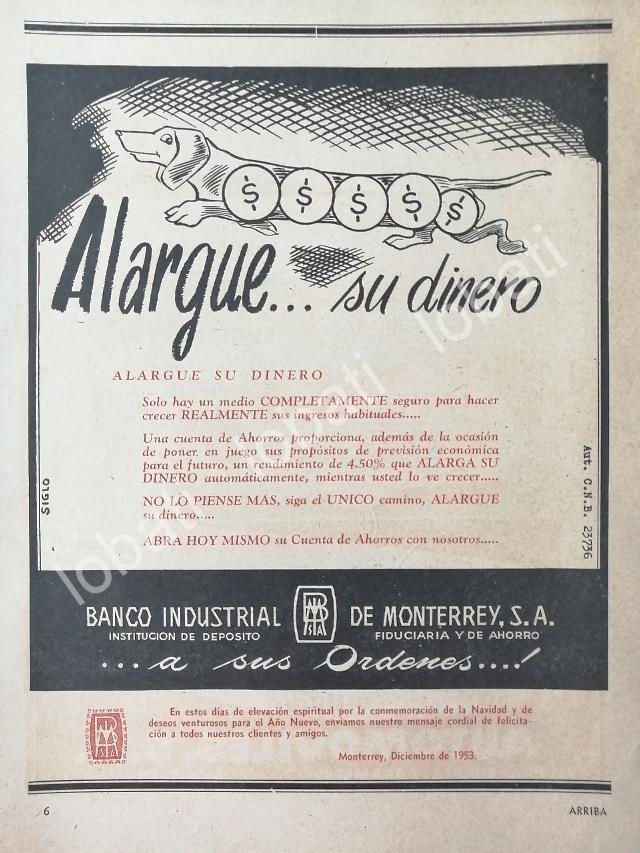 $ $ $ $ $
Alargue... su dinero
ALARGUE SU DINERO
Solo hay un medio COMPLETAMENTE seguro para hacer
crecer REALMENTE sus ingresos habituales.....
Una cuenta de Ahorros proporciona, además de la ocasión
de poner en juego sus propósitos de previsión económica
para el futuro, un rendimiento de 4.50% que ALARGA SU
DINERO automáticamente, mientras usted lo ve crecer.....
NO LO PIENSE MAS, siga el UNICO camino, ALARGUE
su dinero.....
ABRA HOY MISMO su Cuenta de Ahorros con nosotros.....
SIGLO
Aut. C.N.B. 23736
BANCO INDUSTRIAL DE MONTERREY, S. A.
INSTITUCION DE DEPOSITO FIDUCIARIA Y DE AHORRO
...a sus Ordenes....!
En estos días de elevación espiritual por la conmemoración de la Navidad y de
deseos venturosos para el Año Nuevo, enviamos nuestro mensaje cordial de felicita-
ción a todos nuestros clientes y amigos.
Monterrey, Diciembre de 1953.
6 ARRIBA
lobati lobati lobati lobati